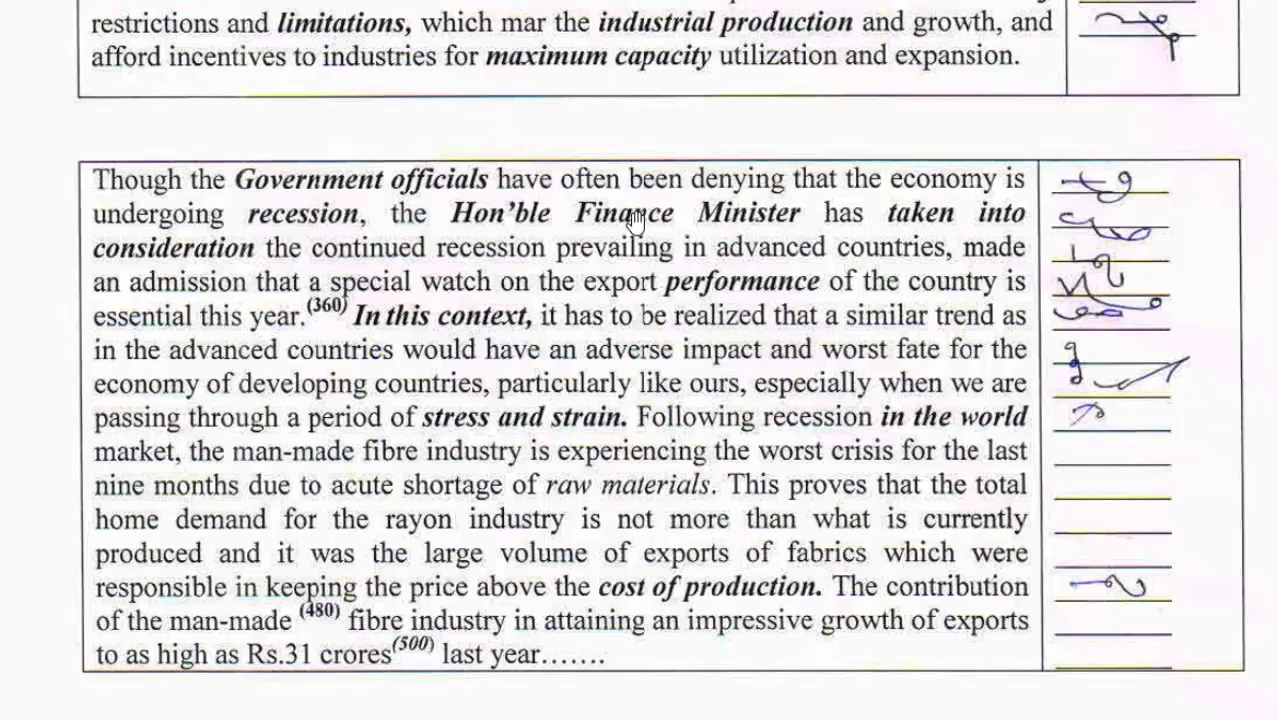 restrictions and limitations, which mar the industrial production and growth, and
afford incentives to industries for maximum capacity utilization and expansion.
Though the Government officials have often been denying that the economy is
undergoing recession, the Hon'ble Finance Minister has taken into
consideration the continued recession prevailing in advanced countries, made
an admission that a special watch on the export performance of the country is
essential this year.(360) In this context, it has to be realized that a similar trend as
in the advanced countries would have an adverse impact and worst fate for the
economy of developing countries, particularly like ours, especially when we are
passing through a period of stress and strain. Following recession in the world
market, the man-made fibre industry is experiencing the worst crisis for the last
nine months due to acute shortage of raw materials. This proves that the total
home demand for the rayon industry is not more than what is currently
produced and it was the large volume of exports of fabrics which were
responsible in keeping the price above the cost of production. The contribution
of the man-made (480) fibre industry in attaining an impressive growth of exports
to as high as Rs.31 crores(500) last year…….